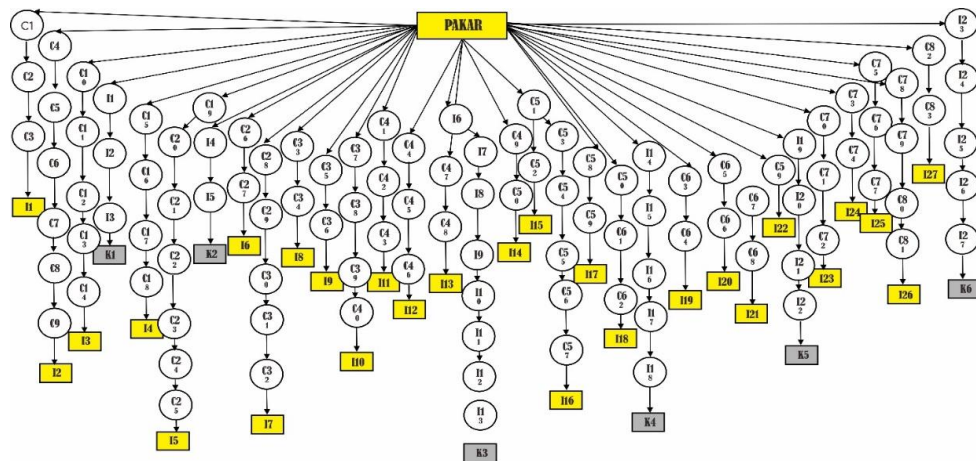 PAKAR
C1
C2
C3
I1
C4
C5
C6
C7
C8
C9
I2
C10
C11
C12
C13
C14
I3
I1
I2
I3
K1
C15
C16
C17
C18
I4
C19
C20
C21
C22
C23
C24
C25
I5
I4
I5
K2
C26
C27
I6
C28
C29
C30
C31
C32
I7
C33
C34
I8
C35
C36
I9
C37
C38
C39
C40
I10
C41
C42
C43
I11
C44
C45
C46
I12
I6
C47
C48
I13
I7
I8
I9
I10
I11
I12
I13
K3
C49
C50
I14
C51
C52
I15
C53
C54
C55
C56
C57
I16
C58
C59
I17
C50
C61
C62
I18
I14
I15
I16
I17
I18
K4
C63
C64
I19
C65
C66
I20
C67
C68
I21
C59
I22
I19
I20
I21
I22
K5
C70
C71
C72
I23
C73
C74
I24
C75
C76
C77
I25
C78
C79
C80
C81
I26
C82
C83
I27
I23
I24
I25
I26
I27
K6